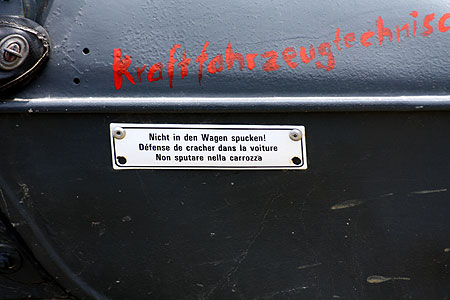 Kraftfahrzeugtechnisc
Nicht in den Wagen spucken!
Défense de cracher dans la voiture
Non sputare nella carrozza